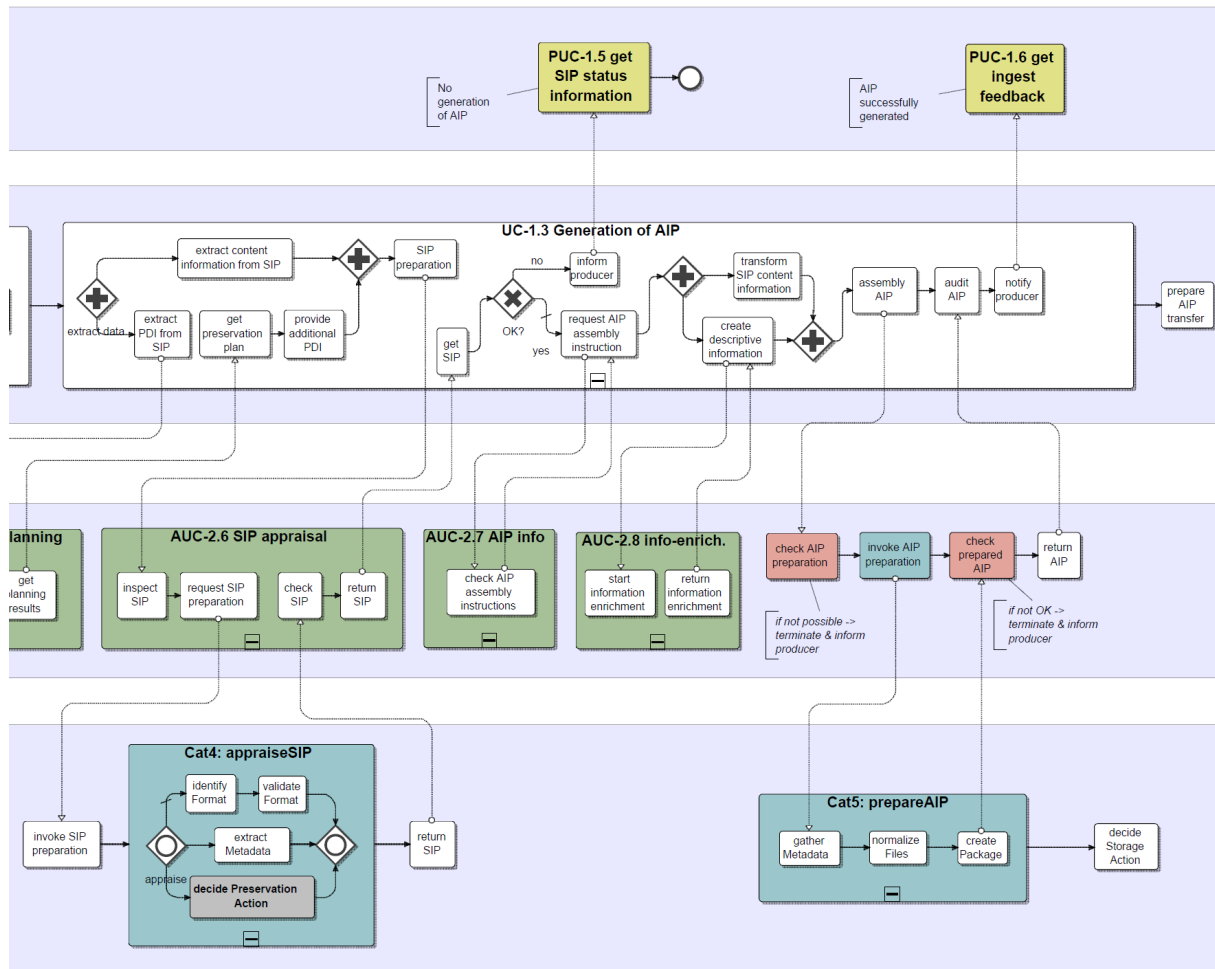 PUC-1.5 get
SIP status
information
No
generation
of AIP
PUC-1.6 get
ingest
feedback
AIP
successfully
generated
UC-1.3 Generation of AIP
extract content
information from SIP
extract data
extract
PDI from
SIP
get
preservation
plan
provide
additional
PDI
SIP
preparation
get
SIP
OK?
no
yes
inform
producer
request AIP
assembly
instruction
transform
SIP content
information
create
descriptive
information
assembly
AIP
audit
AIP
notify
producer
prepare
AIP
transfer
lanning
get
planning
results
AUC-2.6 SIP appraisal
inspect
SIP
request SIP
preparation
check
SIP
return
SIP
AUC-2.7 AIP info
check AIP
assembly
instructions
AUC-2.8 info-enrich.
start
information
enrichment
return
information
enrichment
check AIP
preparation
if not possible ->
terminate & inform
producer
invoke AIP
preparation
check
prepared
AIP
if not OK ->
terminate & inform
producer
return
AIP
invoke SIP
preparation
Cat4: appraiseSIP
identify
Format
validate
Format
extract
Metadata
appraise
decide Preservation
Action
return
SIP
Cat5: prepareAIP
gather
Metadata
normalize
Files
create
Package
decide
Storage
Action